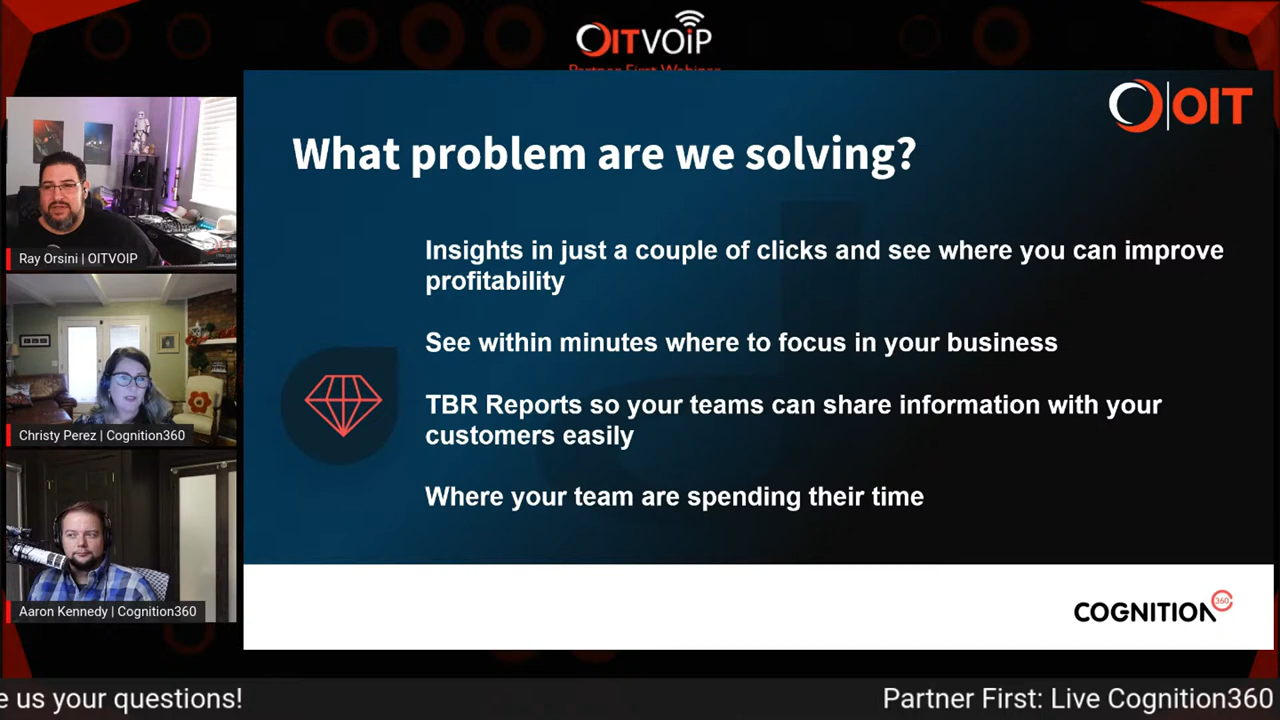 OITVOIP
Partner First Webinar
OIT
What problem are we solving?
Insights in just a couple of clicks and see where you can improve
profitability
See within minutes where to focus in your business
TBR Reports so your teams can share information with your
customers easily
Where your team are spending their time
COGNITION 360
Ray Orsini | OITVOIP
Christy Perez | Cognition360
Aaron Kennedy | Cognition360
e us your questions!
Partner First: Live Cognition360